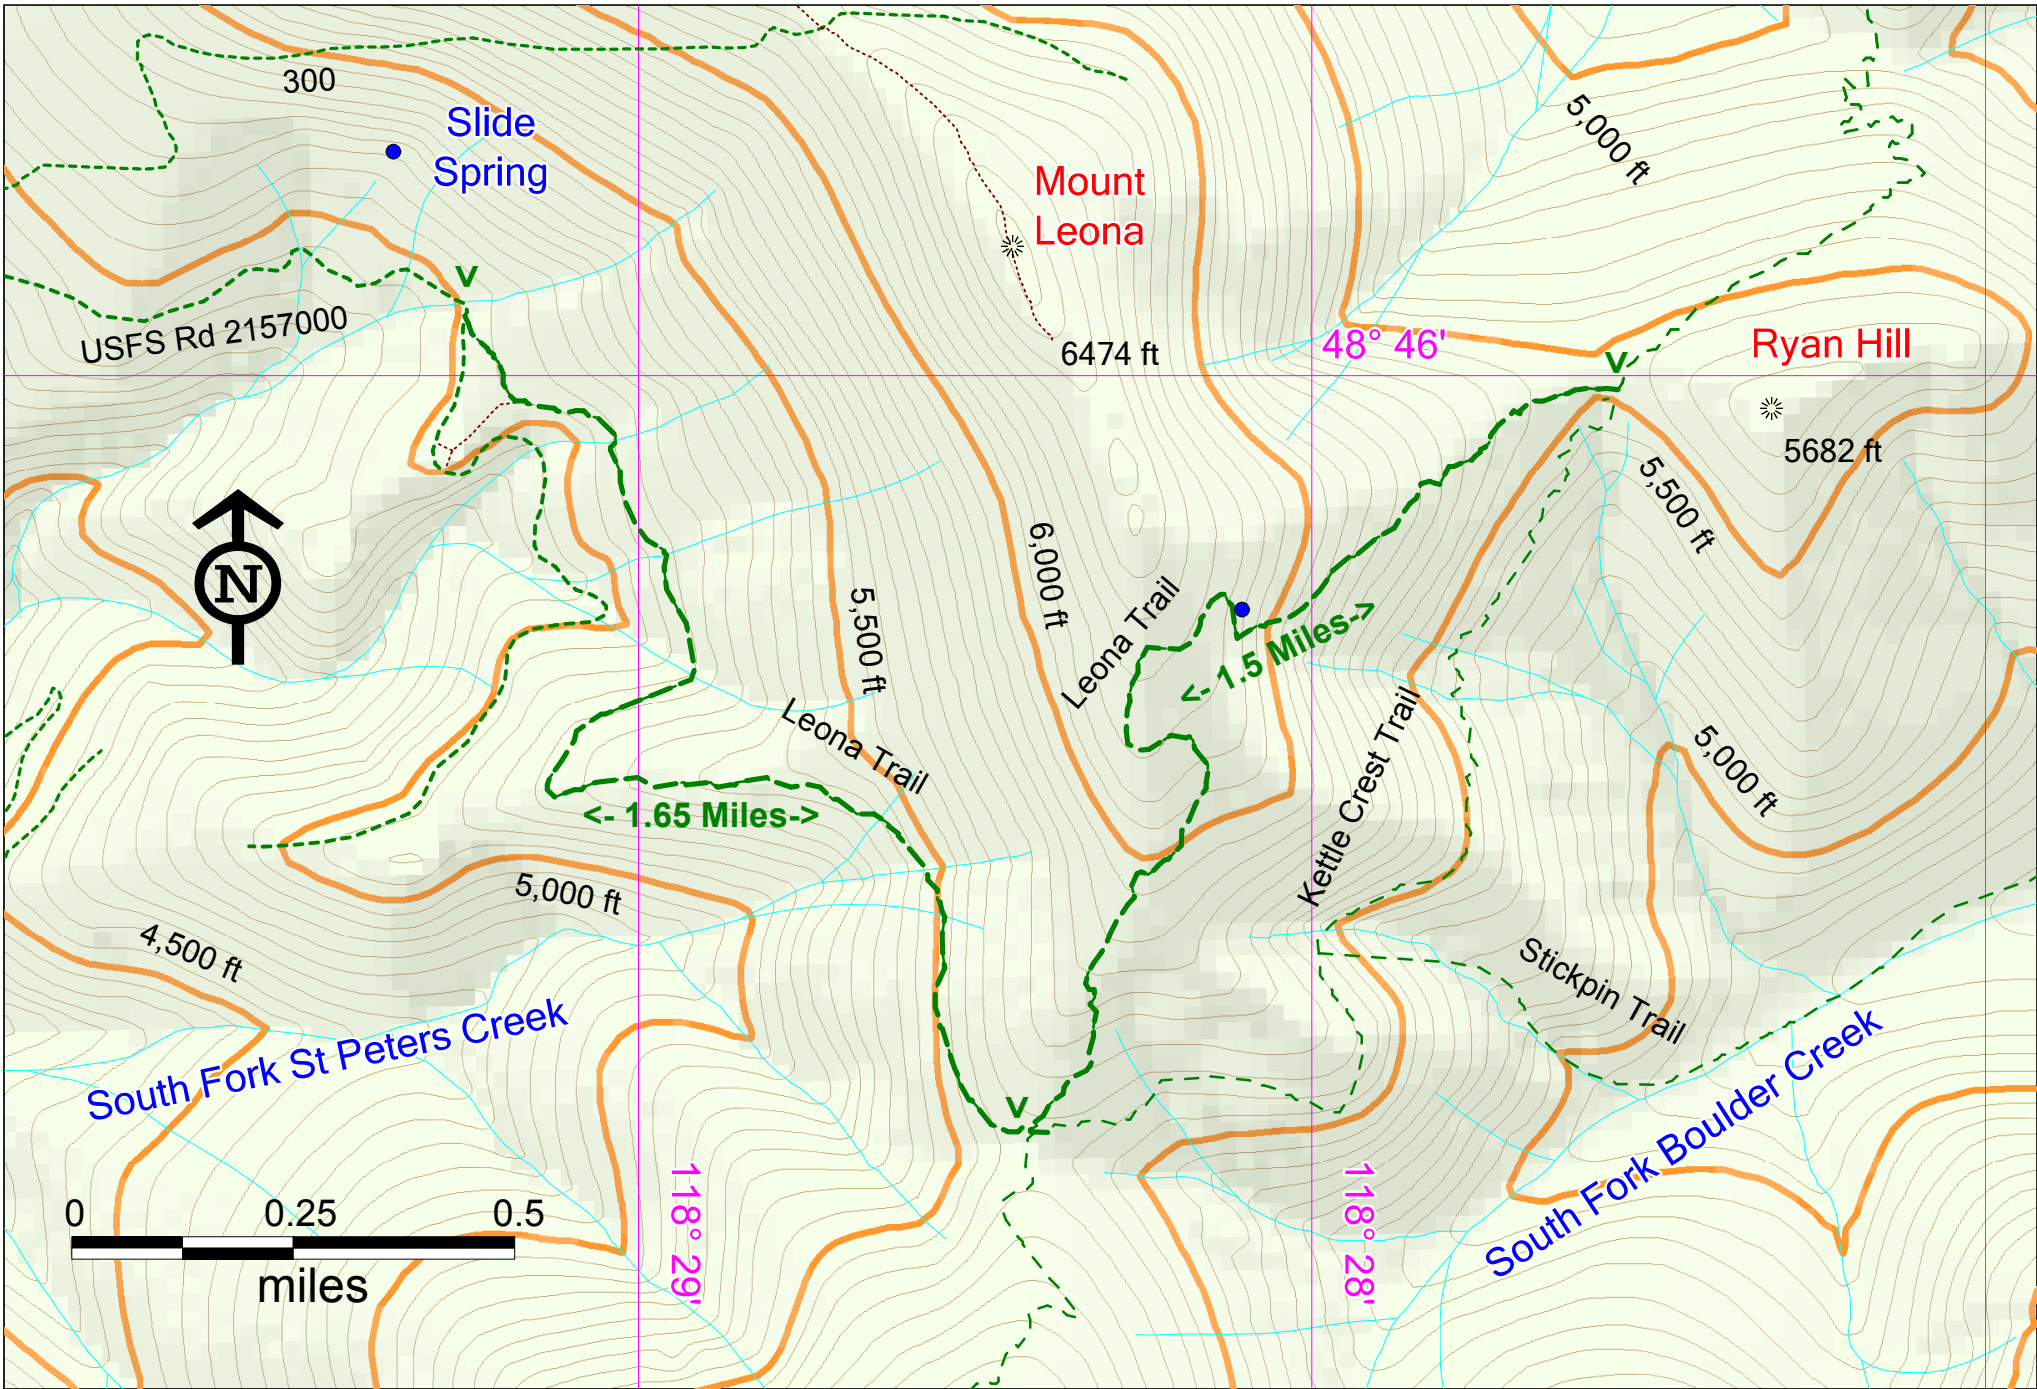 300
Slide
Spring
5,000 ft
Mount
Leona
USFS Rd 2157000
6474 ft
48° 46'
Ryan Hill
5682 ft
5,500 ft
N
6,000 ft
5,500 ft
Leona Trail
<- 1.5 Miles->
Leona Trail
Kettle Crest Trail
5,000 ft
<- 1.65 Miles->
5,000 ft
4,500 ft
Stickpin Trail
South Fork St Peters Creek
South Fork Boulder Creek
118° 29'
118° 28'
0 0.25 0.5
miles